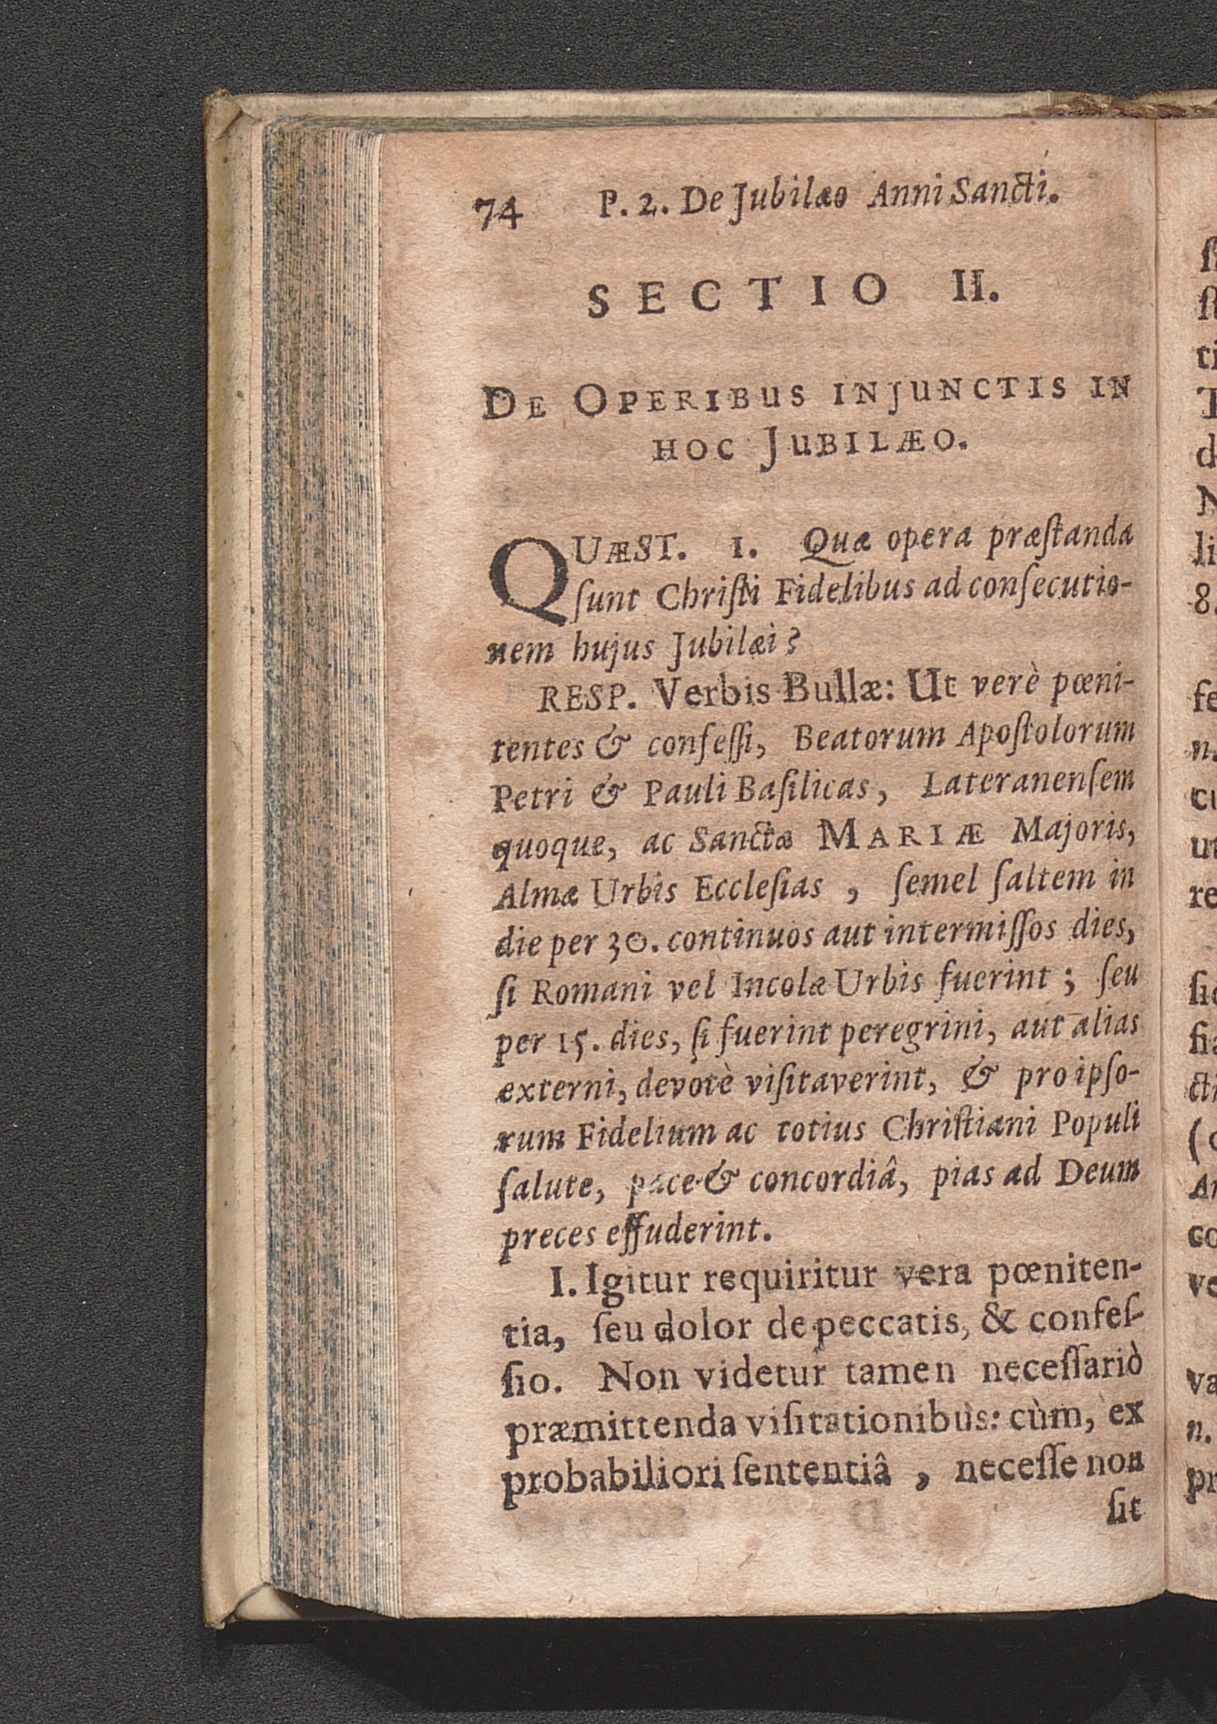 74 P. 2. De Jubilæo Anni Sancti.
SECTIO II.
DE OPERIBUS INJUNCTIS IN
HOC JUBILÆO.
QUÆST. 1. Quæ opera præſtanda
ſunt Chriſti Fidelibus ad conſecutio-
nem hujus Jubilæi?
RESP. Verbis Bullæ: Ut verè pœni-
tentes & confeſſi, Beatorum Apoſtolorum
Petri & Pauli Baſilicas, Lateranenſem
quoque, ac Sanctæ MARIÆ Majoris,
Almæ Urbis Eccleſias, ſemel ſaltem in
die per 30. continuos aut intermiſſos dies,
ſi Romani vel Incolæ Urbis fuerint; ſeu
per 15. dies, ſi fuerint peregrini, aut alias
externi, devotè viſitaverint, & pro ipſo-
rum Fidelium ac totius Chriſtiani Populi
ſalute, pace & concordiâ, pias ad Deum
preces effuderint.
I. Igitur requiritur vera pœniten-
tia, ſeu dolor de peccatis, & confeſ-
ſio. Non videtur tamen neceſſariò
præmittenda viſitationibus: cùm, ex
probabiliori ſententiâ, neceſſe non
ſit